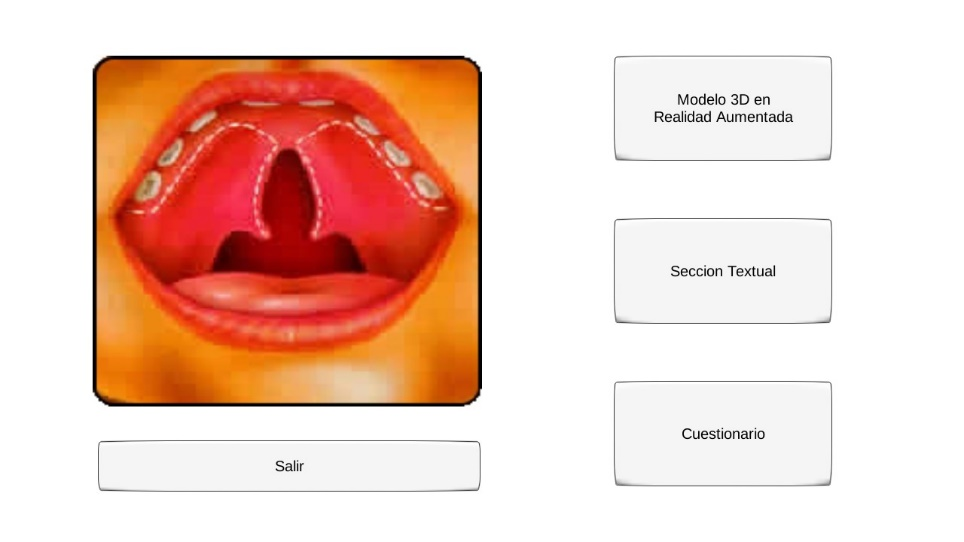 Modelo 3D en
Realidad Aumentada
Seccion Textual
Cuestionario
Salir